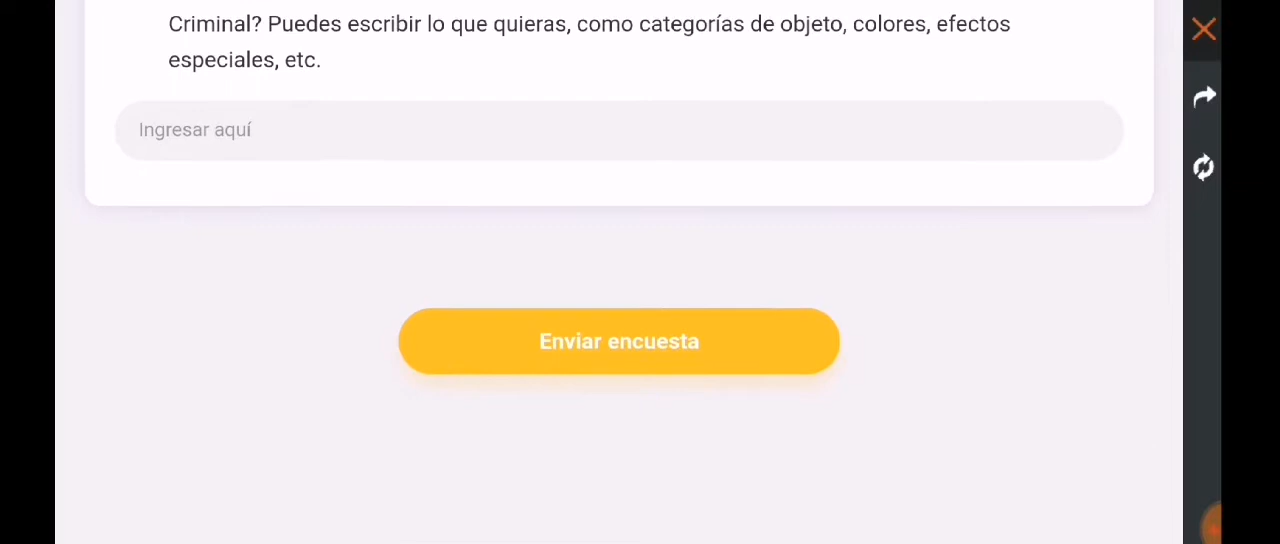 Criminal? Puedes escribir lo que quieras, como categorías de objeto, colores, efectos
especiales, etc.
Ingresar aquí
Enviar encuesta